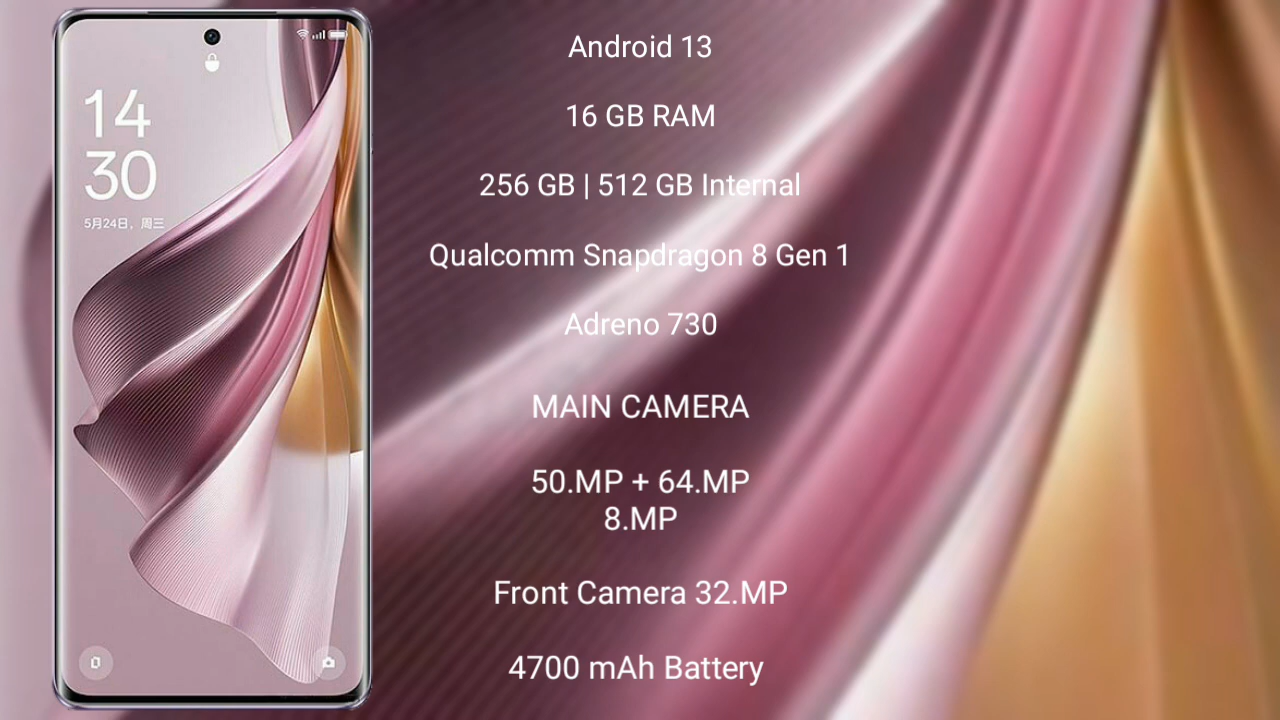 14
30
5月24日，周三
Android 13
16 GB RAM
256 GB | 512 GB Internal
Qualcomm Snapdragon 8 Gen 1
Adreno 730
MAIN CAMERA
50.MP + 64.MP
8.MP
Front Camera 32.MP
4700 mAh Battery